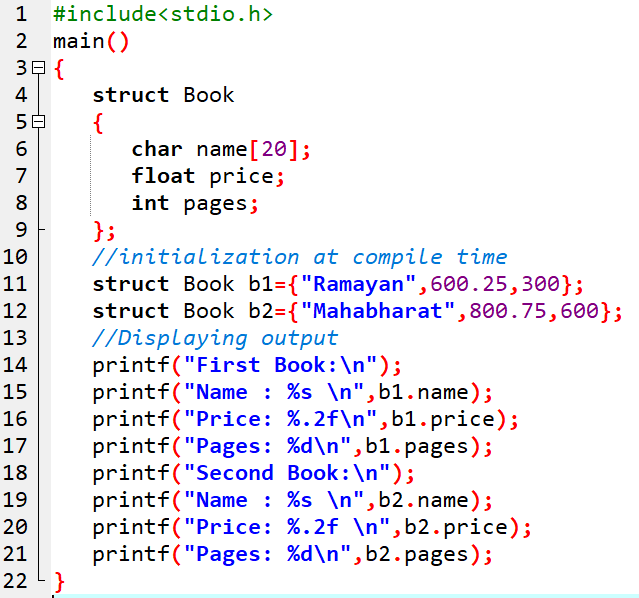 1 #include<stdio.h>
2 main()
3 {
4 struct Book
5 {
6 char name[20];
7 float price;
8 int pages;
9 };
10 //initialization at compile time
11 struct Book b1={"Ramayan",600.25,300};
12 struct Book b2={"Mahabharat",800.75,600};
13 //Displaying output
14 printf("First Book:\n");
15 printf("Name : %s \n",b1.name);
16 printf("Price: %.2f\n",b1.price);
17 printf("Pages: %d\n",b1.pages);
18 printf("Second Book:\n");
19 printf("Name : %s \n",b2.name);
20 printf("Price: %.2f \n",b2.price);
21 printf("Pages: %d\n",b2.pages);
22 }